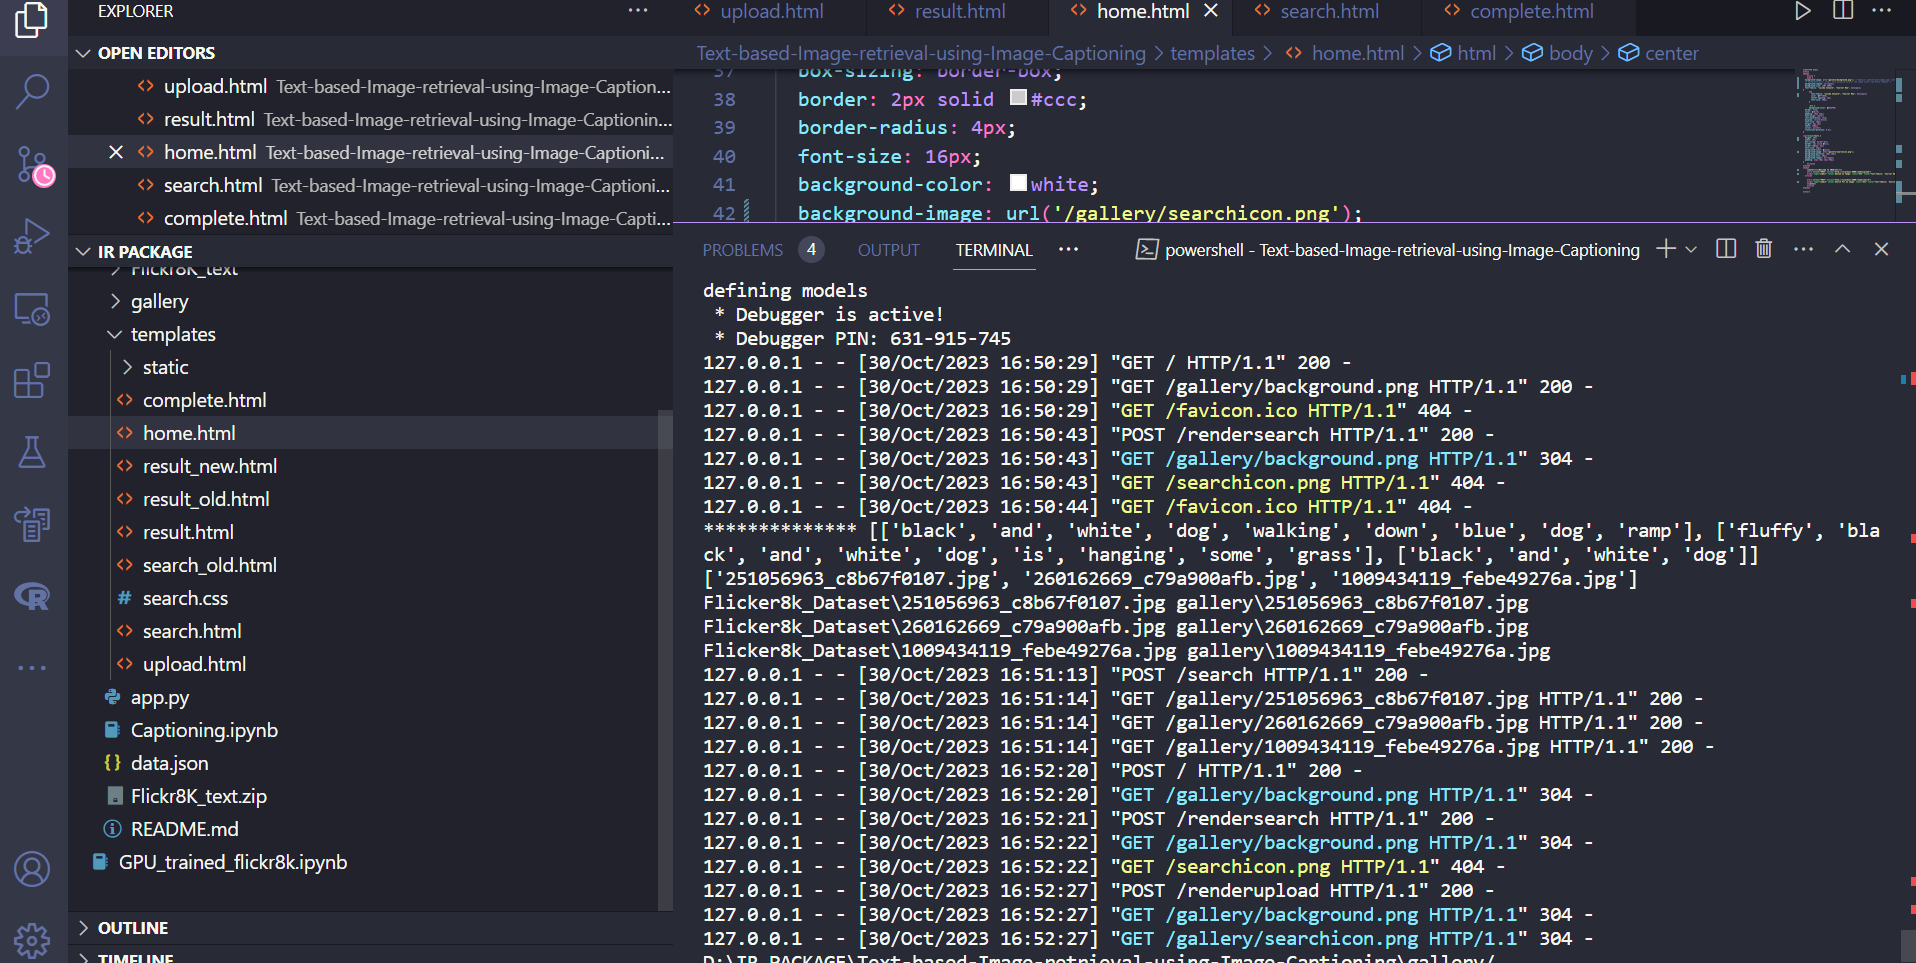 EXPLORER
OPEN EDITORS
upload.html Text-based-Image-retrieval-using-Image-Caption...
result.html Text-based-Image-retrieval-using-Image-Captionin...
home.html Text-based-Image-retrieval-using-Image-Captioni...
search.html Text-based-Image-retrieval-using-Image-Captioni...
complete.html Text-based-Image-retrieval-using-Image-Capti...
IR PACKAGE
Flickr8K_text
gallery
templates
static
complete.html
home.html
result_new.html
result_old.html
result.html
search_old.html
search.css
search.html
upload.html
app.py
Captioning.ipynb
data.json
Flickr8K_text.zip
README.md
GPU_trained_flickr8k.ipynb
OUTLINE
TIMELINE
upload.html result.html home.html search.html complete.html
Text-based-Image-retrieval-using-Image-Captioning > templates > home.html > html > body > center
37 box-sizing: border-box;
38 border: 2px solid #ccc;
39 border-radius: 4px;
40 font-size: 16px;
41 background-color: white;
42 background-image: url('/gallery/searchicon.png');
PROBLEMS 4 OUTPUT TERMINAL ... powershell - Text-based-Image-retrieval-using-Image-Captioning
defining models
* Debugger is active!
* Debugger PIN: 631-915-745
127.0.0.1 - - [30/Oct/2023 16:50:29] "GET / HTTP/1.1" 200 -
127.0.0.1 - - [30/Oct/2023 16:50:29] "GET /gallery/background.png HTTP/1.1" 200 -
127.0.0.1 - - [30/Oct/2023 16:50:29] "GET /favicon.ico HTTP/1.1" 404 -
127.0.0.1 - - [30/Oct/2023 16:50:43] "POST /rendersearch HTTP/1.1" 200 -
127.0.0.1 - - [30/Oct/2023 16:50:43] "GET /gallery/background.png HTTP/1.1" 304 -
127.0.0.1 - - [30/Oct/2023 16:50:43] "GET /searchicon.png HTTP/1.1" 404 -
127.0.0.1 - - [30/Oct/2023 16:50:44] "GET /favicon.ico HTTP/1.1" 404 -
************** [['black', 'and', 'white', 'dog', 'walking', 'down', 'blue', 'dog', 'ramp'], ['fluffy', 'bla
ck', 'and', 'white', 'dog', 'is', 'hanging', 'some', 'grass'], ['black', 'and', 'white', 'dog']]
['251056963_c8b67f0107.jpg', '260162669_c79a900afb.jpg', '1009434119_febe49276a.jpg']
Flicker8k_Dataset\251056963_c8b67f0107.jpg gallery\251056963_c8b67f0107.jpg
Flicker8k_Dataset\260162669_c79a900afb.jpg gallery\260162669_c79a900afb.jpg
Flicker8k_Dataset\1009434119_febe49276a.jpg gallery\1009434119_febe49276a.jpg
127.0.0.1 - - [30/Oct/2023 16:51:13] "POST /search HTTP/1.1" 200 -
127.0.0.1 - - [30/Oct/2023 16:51:14] "GET /gallery/251056963_c8b67f0107.jpg HTTP/1.1" 200 -
127.0.0.1 - - [30/Oct/2023 16:51:14] "GET /gallery/260162669_c79a900afb.jpg HTTP/1.1" 200 -
127.0.0.1 - - [30/Oct/2023 16:51:14] "GET /gallery/1009434119_febe49276a.jpg HTTP/1.1" 200 -
127.0.0.1 - - [30/Oct/2023 16:52:20] "POST / HTTP/1.1" 200 -
127.0.0.1 - - [30/Oct/2023 16:52:20] "GET /gallery/background.png HTTP/1.1" 304 -
127.0.0.1 - - [30/Oct/2023 16:52:21] "POST /rendersearch HTTP/1.1" 200 -
127.0.0.1 - - [30/Oct/2023 16:52:22] "GET /gallery/background.png HTTP/1.1" 304 -
127.0.0.1 - - [30/Oct/2023 16:52:22] "GET /searchicon.png HTTP/1.1" 404 -
127.0.0.1 - - [30/Oct/2023 16:52:27] "POST /renderupload HTTP/1.1" 200 -
127.0.0.1 - - [30/Oct/2023 16:52:27] "GET /gallery/background.png HTTP/1.1" 304 -
127.0.0.1 - - [30/Oct/2023 16:52:27] "GET /gallery/searchicon.png HTTP/1.1" 304 -
D:\IR PACKAGE\Text-based-Image-retrieval-using-Image-Captioning\gallery/